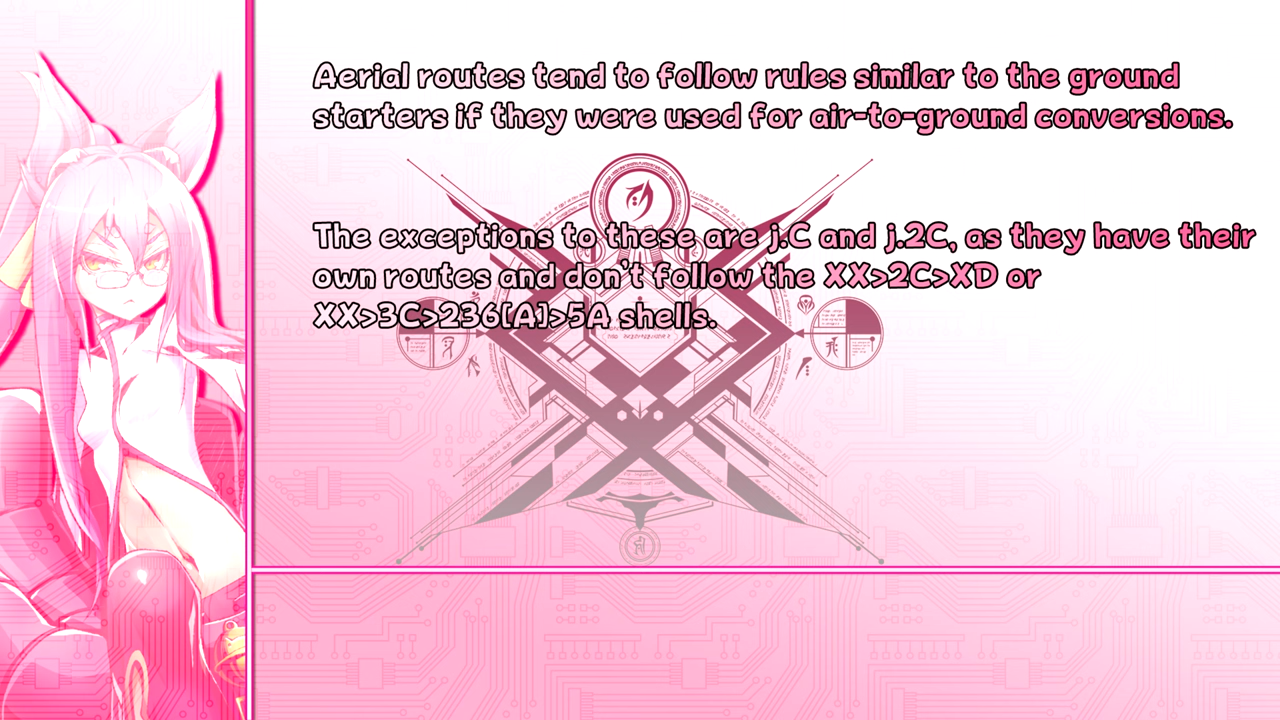 Aerial routes tend to follow rules similar to the ground
starters if they were used for air-to-ground conversions.
The exceptions to these are j.C and j.2C, as they have their
own routes and don't follow the XX>2C>XD or
XX>3C>236[A]>5A shells.